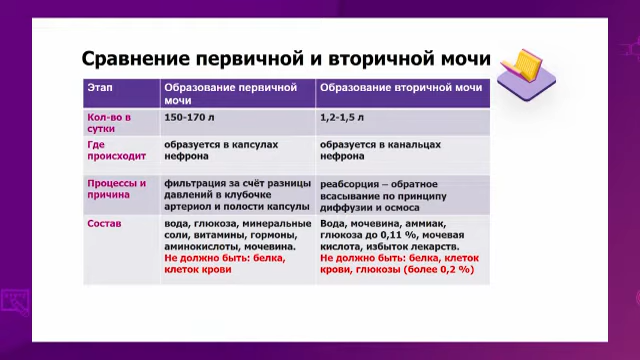 Сравнение первичной и вторичной мочи
Этап
Образование первичной
мочи
Образование вторичной мочи
Кол-во в
сутки
150-170 л
1,2-1,5 л
Где
происходит
образуется в капсулах
нефрона
образуется в канальцах
нефрона
Процессы и
причина
фильтрация за счёт разницы
давлений в клубочке
артериол и полости капсулы
реабсорция – обратное
всасывание по принципу
диффузии и осмоса
Состав
вода, глюкоза, минеральные
соли, витамины, гормоны,
аминокислоты, мочевина.
Не должно быть: белка,
клеток крови
Вода, мочевина, аммиак,
глюкоза до 0,11 %, мочевая
кислота, избыток лекарств.
Не должно быть: белка, клеток
крови, глюкозы (более 0,2 %)